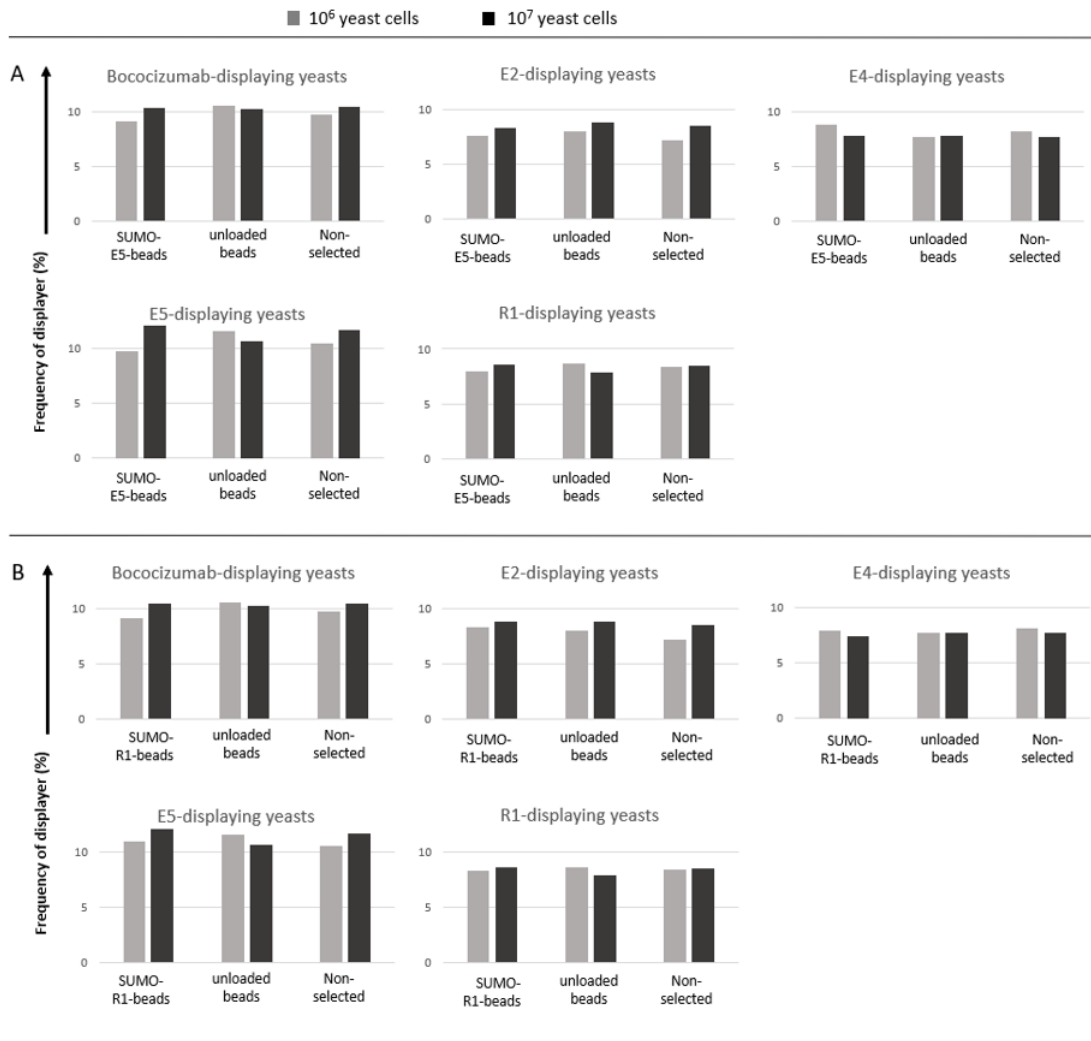 10⁶ yeast cells 10⁷ yeast cells
A
Frequency of displayer (%)
Bococizumab-displaying yeasts
10
5
0
SUMO-
E5-beads
unloaded
beads
Non-
selected
E2-displaying yeasts
10
5
0
SUMO-
E5-beads
unloaded
beads
Non-
selected
E4-displaying yeasts
10
5
0
SUMO-
E5-beads
unloaded
beads
Non-
selected
E5-displaying yeasts
10
5
0
SUMO-
E5-beads
unloaded
beads
Non-
selected
R1-displaying yeasts
10
5
0
SUMO-
E5-beads
unloaded
beads
Non-
selected
B
Frequency of displayer (%)
Bococizumab-displaying yeasts
10
5
0
SUMO-
R1-beads
unloaded
beads
Non-
selected
E2-displaying yeasts
10
5
0
SUMO-
R1-beads
unloaded
beads
Non-
selected
E4-displaying yeasts
10
5
0
SUMO-
R1-beads
unloaded
beads
Non-
selected
E5-displaying yeasts
10
5
0
SUMO-
R1-beads
unloaded
beads
Non-
selected
R1-displaying yeasts
10
5
0
SUMO-
R1-beads
unloaded
beads
Non-
selected